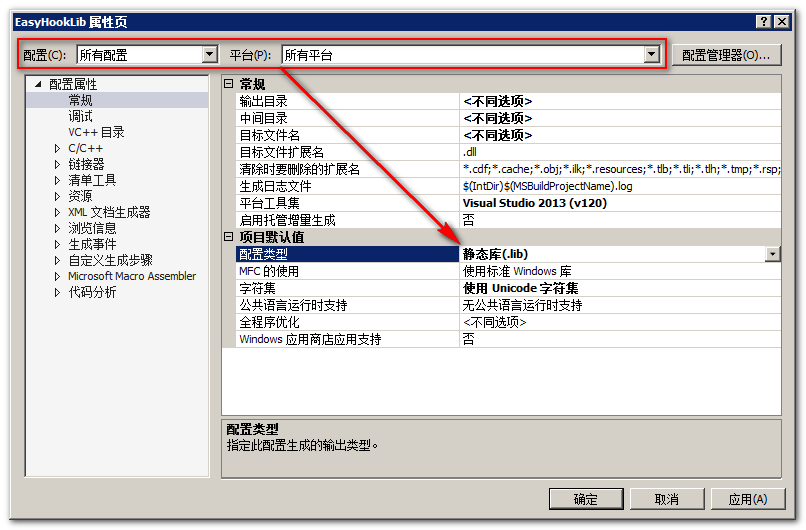 EasyHookLib 属性页
配置(C): 所有配置 平台(P): 所有平台 配置管理器(O)...
配置属性
常规
调试
VC++ 目录
C/C++
链接器
清单工具
资源
XML 文档生成器
浏览信息
生成事件
自定义生成步骤
Microsoft Macro Assembler
代码分析
常规
输出目录 <不同选项>
中间目录 <不同选项>
目标文件名 <不同选项>
目标文件扩展名 .dll
清除时要删除的扩展名 *.cdf;*.cache;*.obj;*.ilk;*.resources;*.tlb;*.tli;*.tlh;*.tmp;*.rsp;
生成日志文件 $(IntDir)$(MSBuildProjectName).log
平台工具集 Visual Studio 2013 (v120)
启用托管增量生成 否
项目默认值
配置类型 静态库(.lib)
MFC 的使用 使用标准 Windows 库
字符集 使用 Unicode 字符集
公共语言运行时支持 无公共语言运行时支持
全程序优化 <不同选项>
Windows 应用商店应用支持 否
配置类型
指定此配置生成的输出类型。
确定 取消 应用(A)